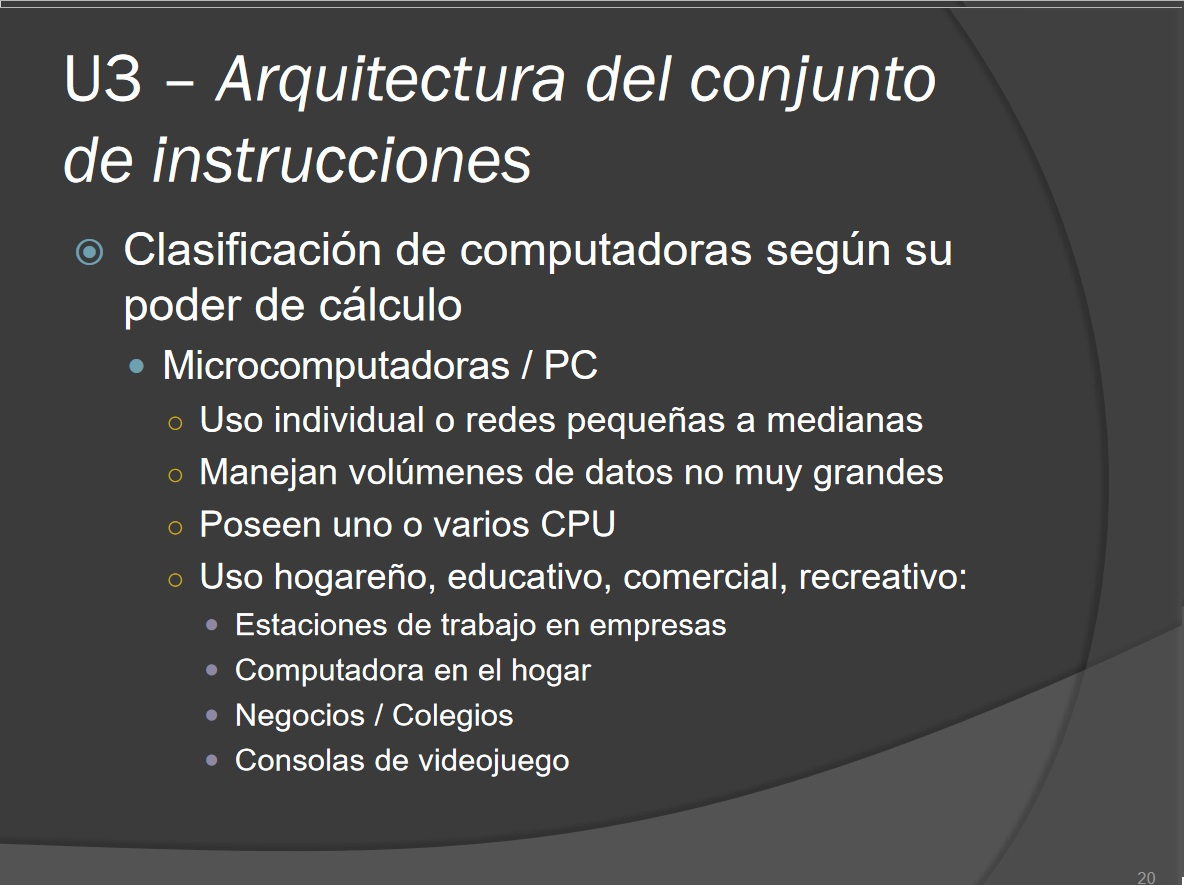 U3 – Arquitectura del conjunto
de instrucciones
Clasificación de computadoras según su
poder de cálculo
Microcomputadoras / PC
Uso individual o redes pequeñas a medianas
Manejan volúmenes de datos no muy grandes
Poseen uno o varios CPU
Uso hogareño, educativo, comercial, recreativo:
Estaciones de trabajo en empresas
Computadora en el hogar
Negocios / Colegios
Consolas de videojuego
20